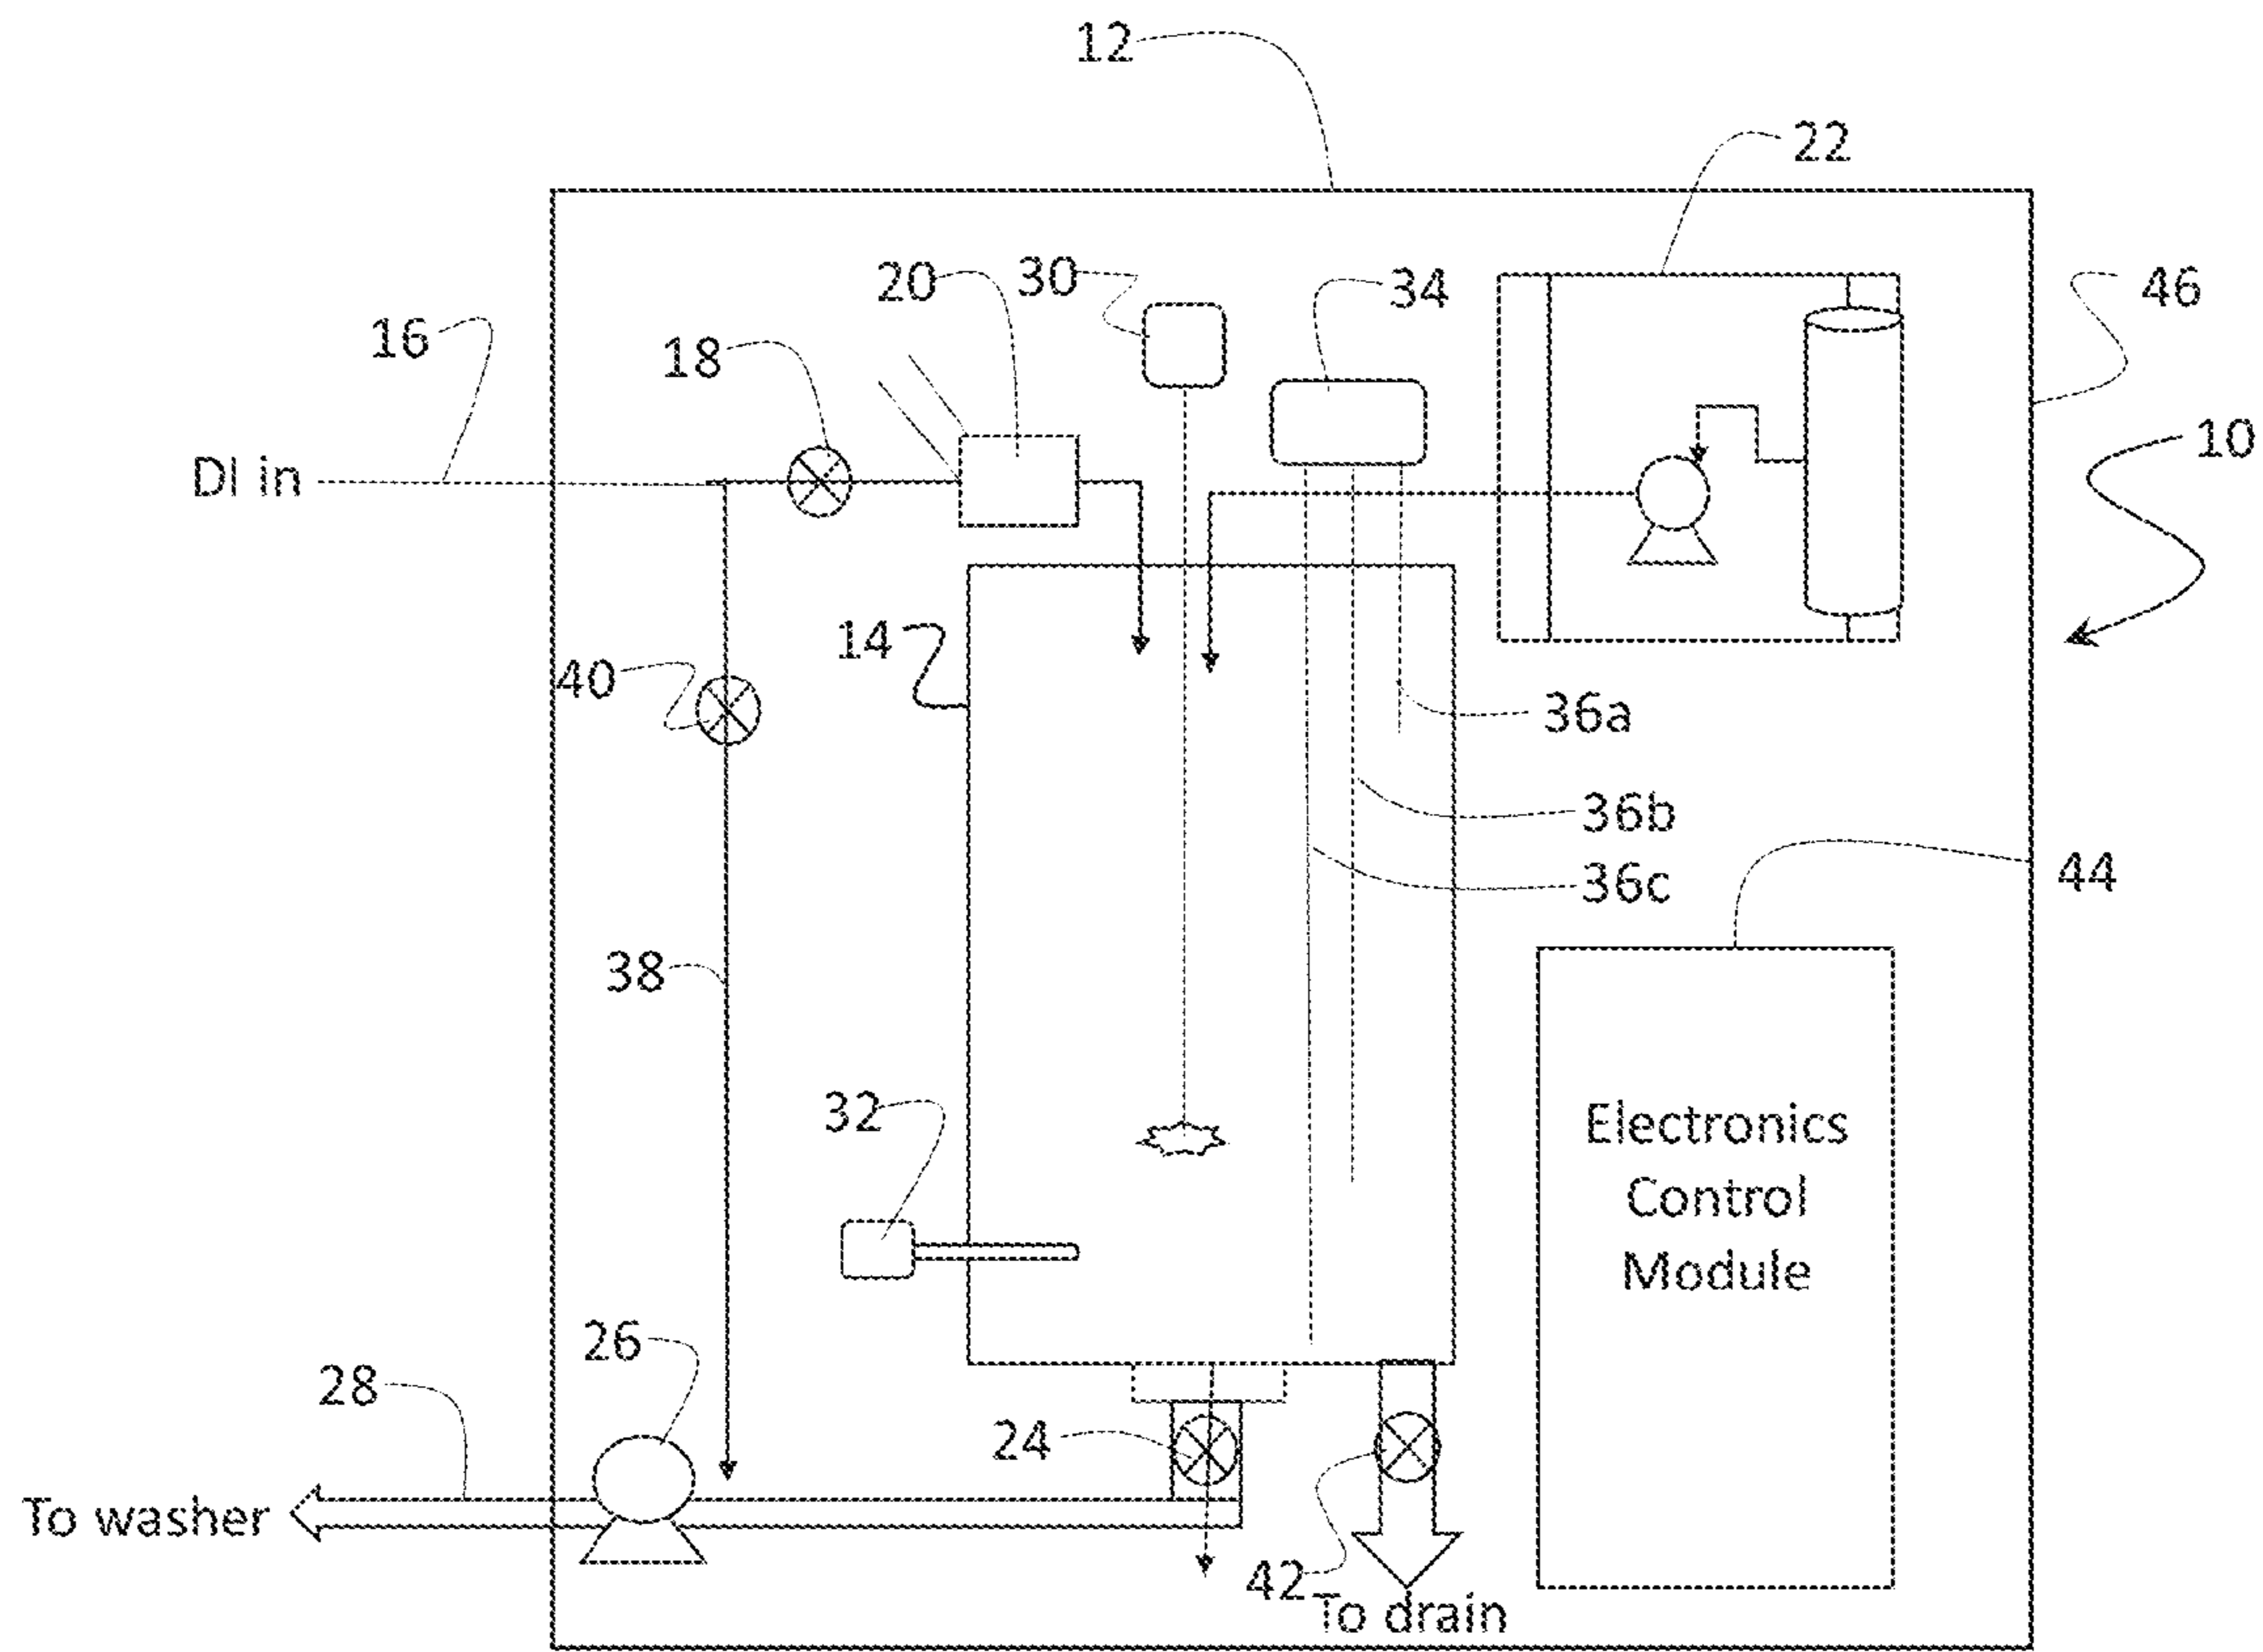 12
22
20
30
34
46
16
18
10
DI in
14
40
36a
36b
36c
44
38
32
Electronics
Control
Module
26
28
24
To washer
42
To drain